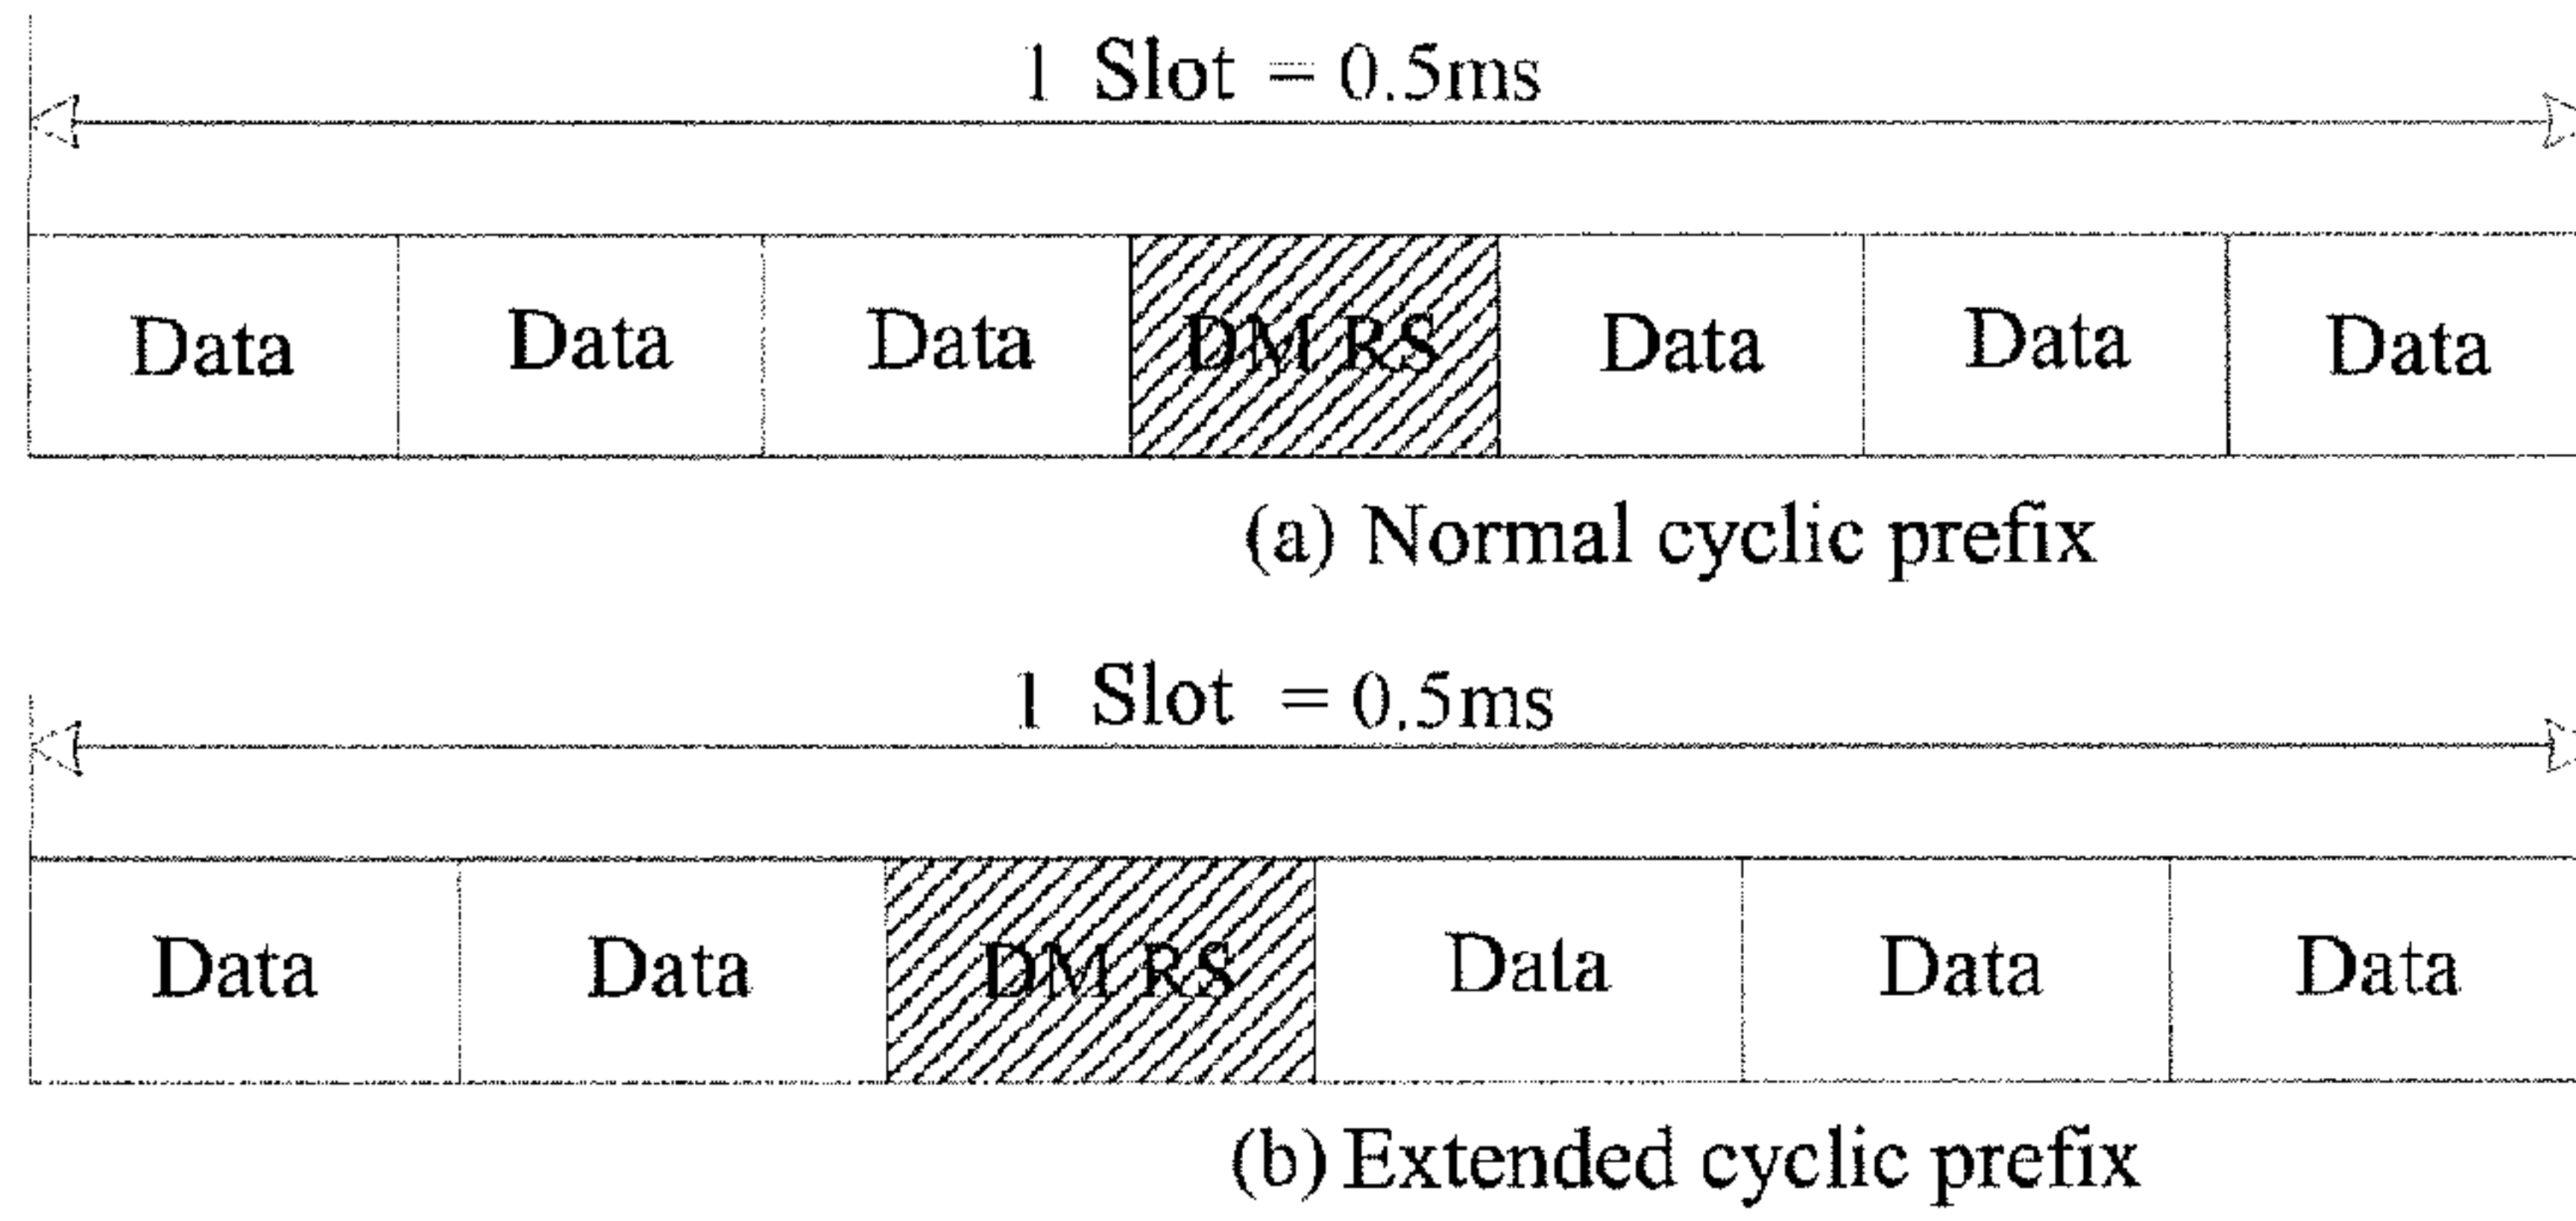 1 Slot = 0.5ms
Data Data Data DM RS Data Data Data
(a) Normal cyclic prefix
1 Slot = 0.5ms
Data Data DM RS Data Data Data
(b) Extended cyclic prefix